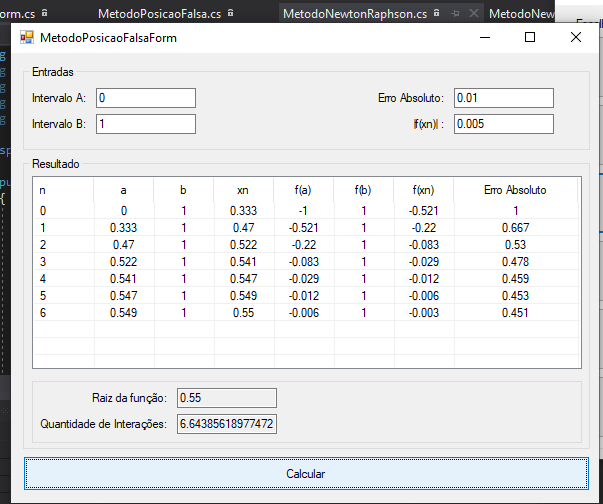 orm.cs MetodoPosicaoFalsa.cs MetodoNewtonRaphson.cs MetodoNew
MetodoPosicaoFalsaForm
Entradas
Intervalo A: 0 Erro Absoluto: 0.01
Intervalo B: 1 |f(xn)| : 0.005
Resultado
n a b xn f(a) f(b) f(xn) Erro Absoluto
0 0 1 0.333 -1 1 -0.521 1
1 0.333 1 0.47 -0.521 1 -0.22 0.667
2 0.47 1 0.522 -0.22 1 -0.083 0.53
3 0.522 1 0.541 -0.083 1 -0.029 0.478
4 0.541 1 0.547 -0.029 1 -0.012 0.459
5 0.547 1 0.549 -0.012 1 -0.006 0.453
6 0.549 1 0.55 -0.006 1 -0.003 0.451
Raiz da função: 0.55
Quantidade de Interações: 6.64385618977472
Calcular